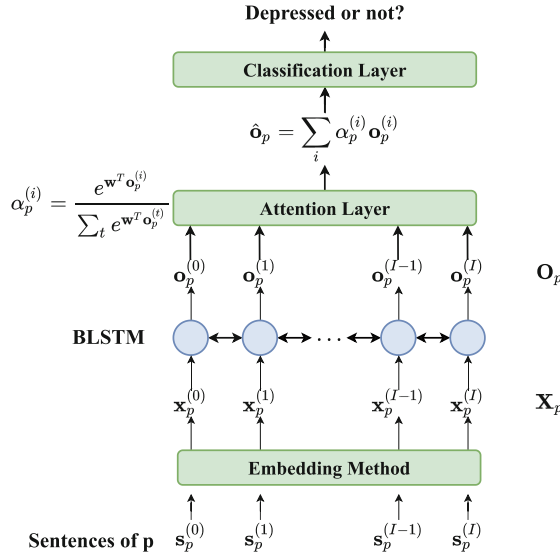 Depressed or not?
Classification Layer
ô_p = ∑_i α_p^{(i)} o_p^{(i)}
α_p^{(i)} = e^{w^T o_p^{(i)}} / ∑_t e^{w^T o_p^{(t)}}
Attention Layer
o_p^{(0)} o_p^{(1)} o_p^{(I-1)} o_p^{(I)} O_p
BLSTM ...
x_p^{(0)} x_p^{(1)} x_p^{(I-1)} x_p^{(I)} X_p
Embedding Method
Sentences of p s_p^{(0)} s_p^{(1)} s_p^{(I-1)} s_p^{(I)}